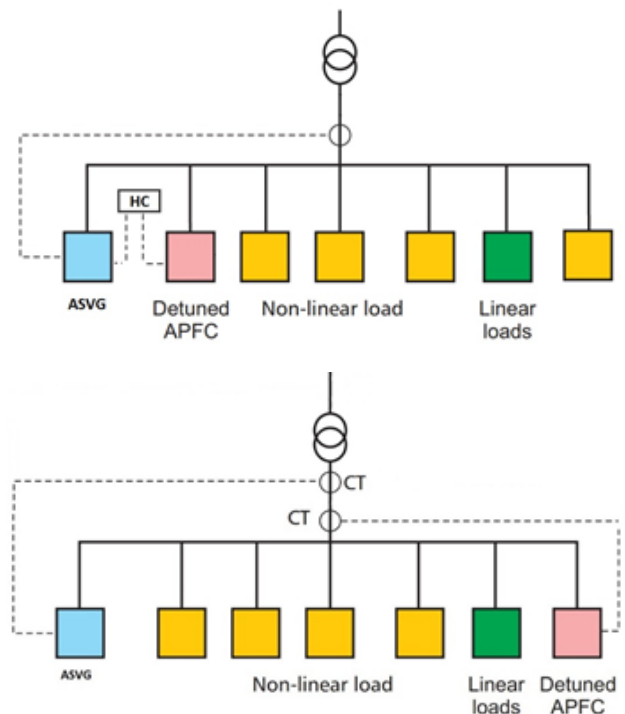 HC
ASVG
Detuned
APFC
Non-linear load
Linear
loads
CT
CT
ASVG
Non-linear load
Linear
loads
Detuned
APFC